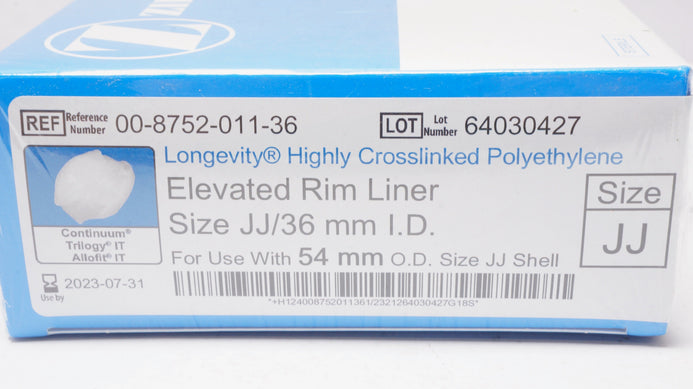 REF Reference Number 00-8752-011-36
LOT Lot Number 64030427
Longevity® Highly Crosslinked Polyethylene
Elevated Rim Liner
Size JJ/36 mm I.D.
For Use With 54 mm O.D. Size JJ Shell
Size
JJ
Continuum®
Trilogy® IT
Allofit® IT
Use by 2023-07-31
*+H124008752011361/2321264030427G18S*